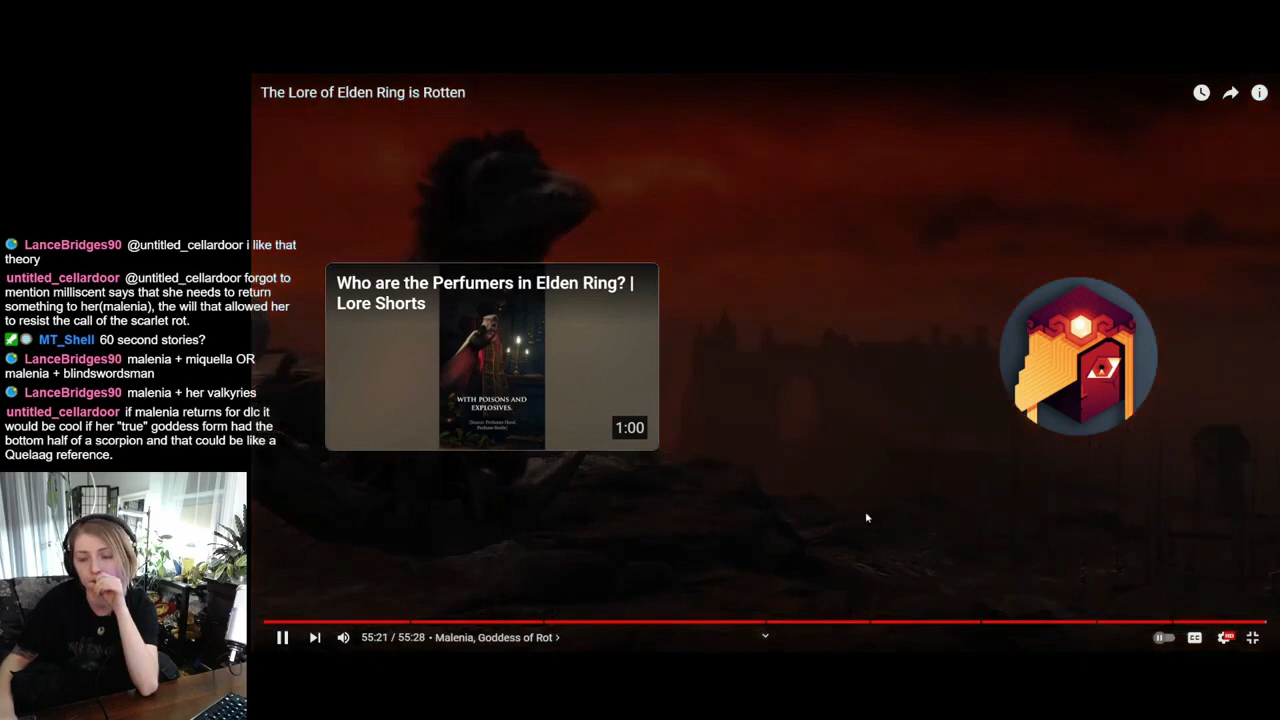 The Lore of Elden Ring is Rotten
LanceBridges90 @untitled_cellardoor i like that
theory
untitled_cellardoor @untitled_cellardoor forgot to
mention milliscent says that she needs to return
something to her(malenia), the will that allowed her
to resist the call of the scarlet rot.
MT_Shell 60 second stories?
LanceBridges90 malenia + miquella OR
malenia + blindswordsman
LanceBridges90 malenia + her valkyries
untitled_cellardoor if malenia returns for dlc it
would be cool if her "true" goddess form had the
bottom half of a scorpion and that could be like a
Quelaag reference.
Who are the Perfumers in Elden Ring? |
Lore Shorts
WITH POISONS AND
EXPLOSIVES.
1:00
55:21 / 55:28 • Malenia, Goddess of Rot ›
CC
HD